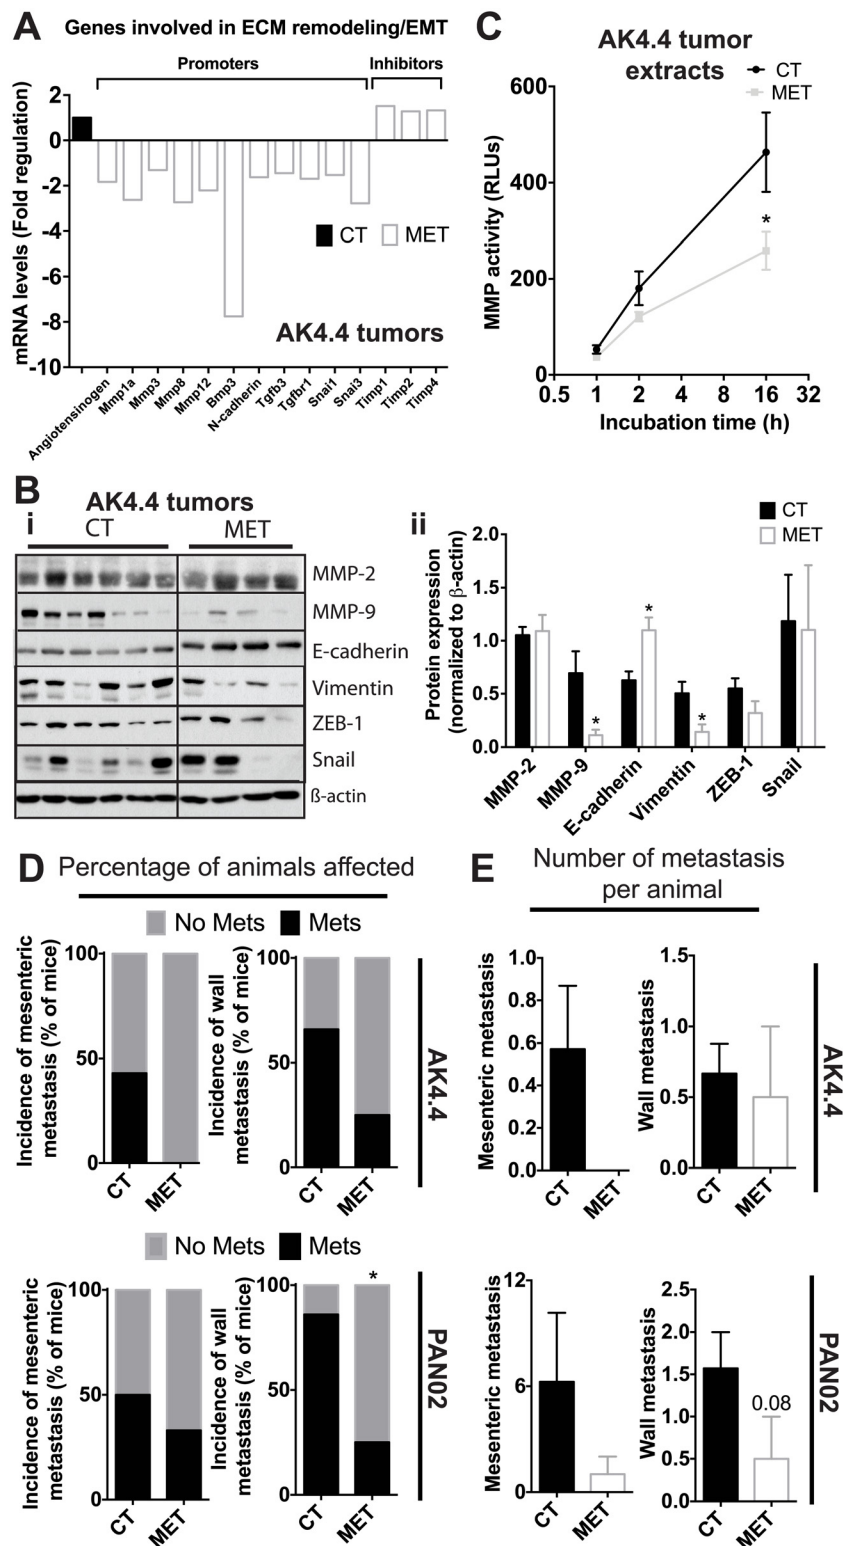 A
Genes involved in ECM remodeling/EMT
Promoters
Inhibitors
mRNA levels (Fold regulation)
2
0
-2
-4
-6
-8
-10
CT
MET
AK4.4 tumors
Angiotensinogen
Mmp1a
Mmp3
Mmp8
Mmp12
Bmp3
N-cadherin
Tgfb3
Tgfbr1
Snai1
Snai3
Timp1
Timp2
Timp4
C
AK4.4 tumor
extracts
CT
MET
MMP activity (RLUs)
600
400
200
0
*
0.5
1
2
4
8
16
32
Incubation time (h)
B
AK4.4 tumors
i
CT
MET
MMP-2
MMP-9
E-cadherin
Vimentin
ZEB-1
Snail
ß-actin
ii
CT
MET
Protein expression
(normalized to β-actin)
2.0
1.5
1.0
0.5
0.0
*
*
*
MMP-2
MMP-9
E-cadherin
Vimentin
ZEB-1
Snail
D
Percentage of animals affected
No Mets
Mets
Incidence of mesenteric
metastasis (% of mice)
100
50
0
CT
MET
Incidence of wall
metastasis (% of mice)
100
50
0
CT
MET
AK4.4
No Mets
Mets
Incidence of mesenteric
metastasis (% of mice)
100
50
0
CT
MET
Incidence of wall
metastasis (% of mice)
100
50
0
*
CT
MET
PAN02
E
Number of metastasis
per animal
Mesenteric metastasis
1.0
0.8
0.6
0.4
0.2
0.0
CT
MET
Wall metastasis
1.5
1.0
0.5
0.0
CT
MET
AK4.4
Mesenteric metastasis
12
6
0
CT
MET
Wall metastasis
2.5
2.0
1.5
1.0
0.5
0.0
0.08
CT
MET
PAN02